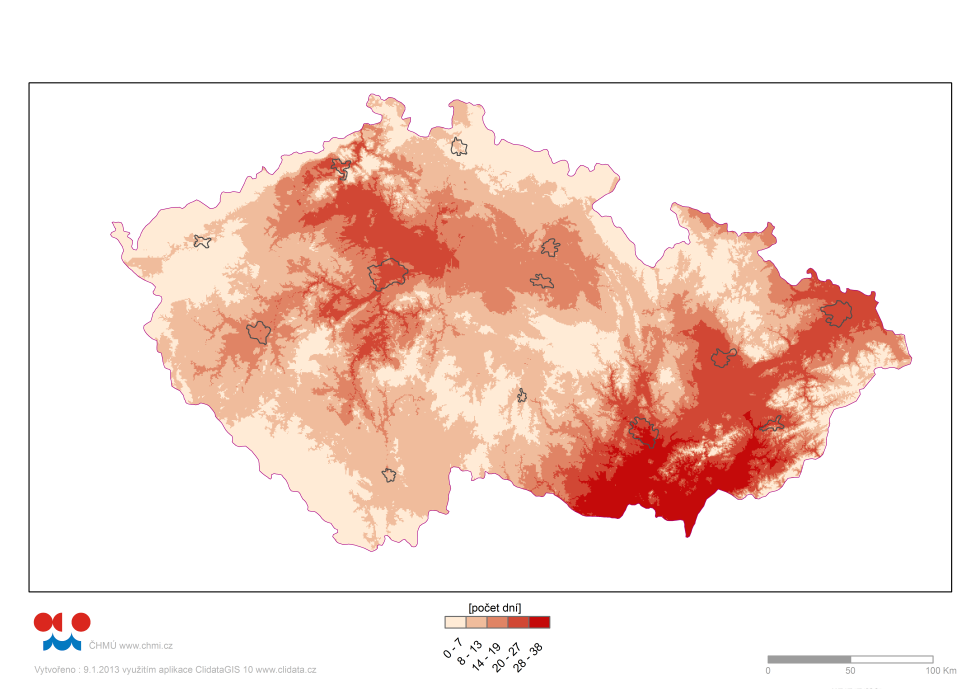 [počet dní]
0 - 7
8 - 13
14 - 19
20 - 27
28 - 38
ČHMÚ www.chmi.cz
Vytvořeno : 9.1.2013 využitím aplikace ClidataGIS 10 www.clidata.cz
0 50 100 Km